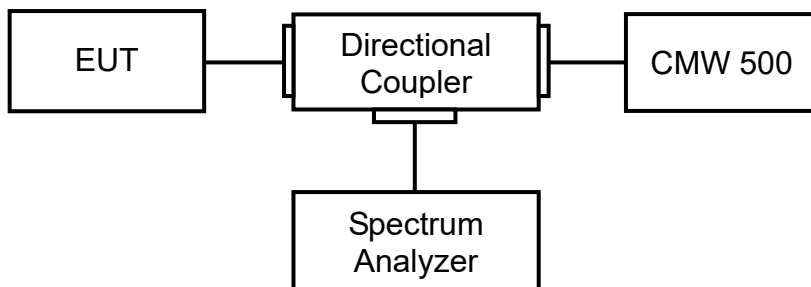 EUT
Directional
Coupler
CMW 500
Spectrum
Analyzer